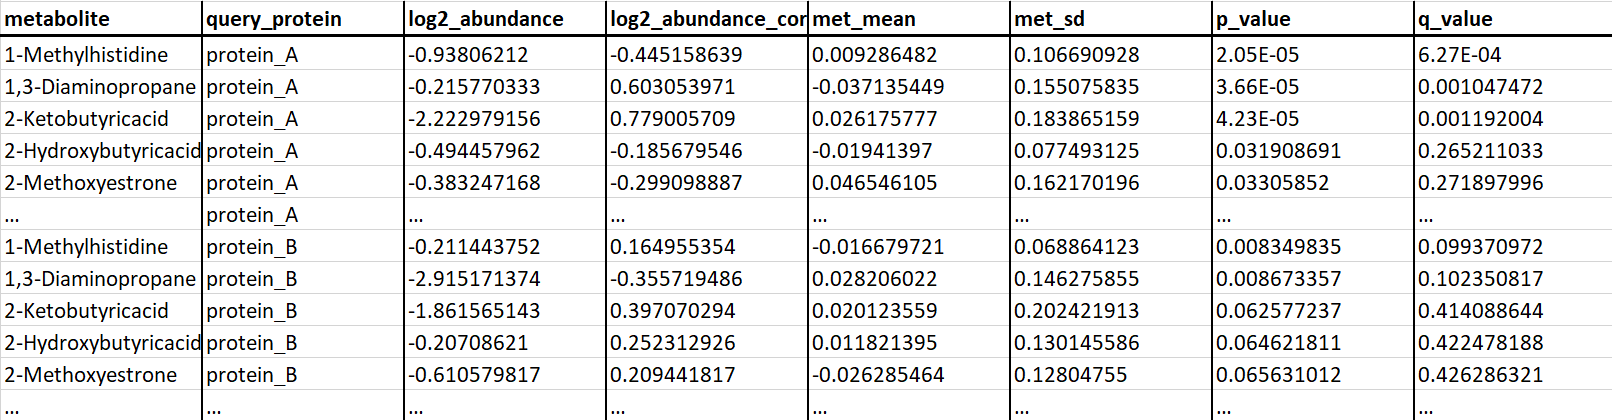 metabolite query_protein log2_abundance log2_abundance_cor met_mean met_sd p_value q_value
1-Methylhistidine protein_A -0.93806212 -0.445158639 0.009286482 0.106690928 2.05E-05 6.27E-04
1,3-Diaminopropane protein_A -0.215770333 0.603053971 -0.037135449 0.155075835 3.66E-05 0.001047472
2-Ketobutyricacid protein_A -2.222979156 0.779005709 0.026175777 0.183865159 4.23E-05 0.001192004
2-Hydroxybutyricacid protein_A -0.494457962 -0.185679546 -0.01941397 0.077493125 0.031908691 0.265211033
2-Methoxyestrone protein_A -0.383247168 -0.299098887 0.046546105 0.162170196 0.03305852 0.271897996
... protein_A ... ... ... ... ... ...
1-Methylhistidine protein_B -0.211443752 0.164955354 -0.016679721 0.068864123 0.008349835 0.099370972
1,3-Diaminopropane protein_B -2.915171374 -0.355719486 0.028206022 0.146275855 0.008673357 0.102350817
2-Ketobutyricacid protein_B -1.861565143 0.397070294 0.020123559 0.202421913 0.062577237 0.414088644
2-Hydroxybutyricacid protein_B -0.20708621 0.252312926 0.011821395 0.130145586 0.064621811 0.422478188
2-Methoxyestrone protein_B -0.610579817 0.209441817 -0.026285464 0.12804755 0.065631012 0.426286321
... ... ... ... ... ... ... ...